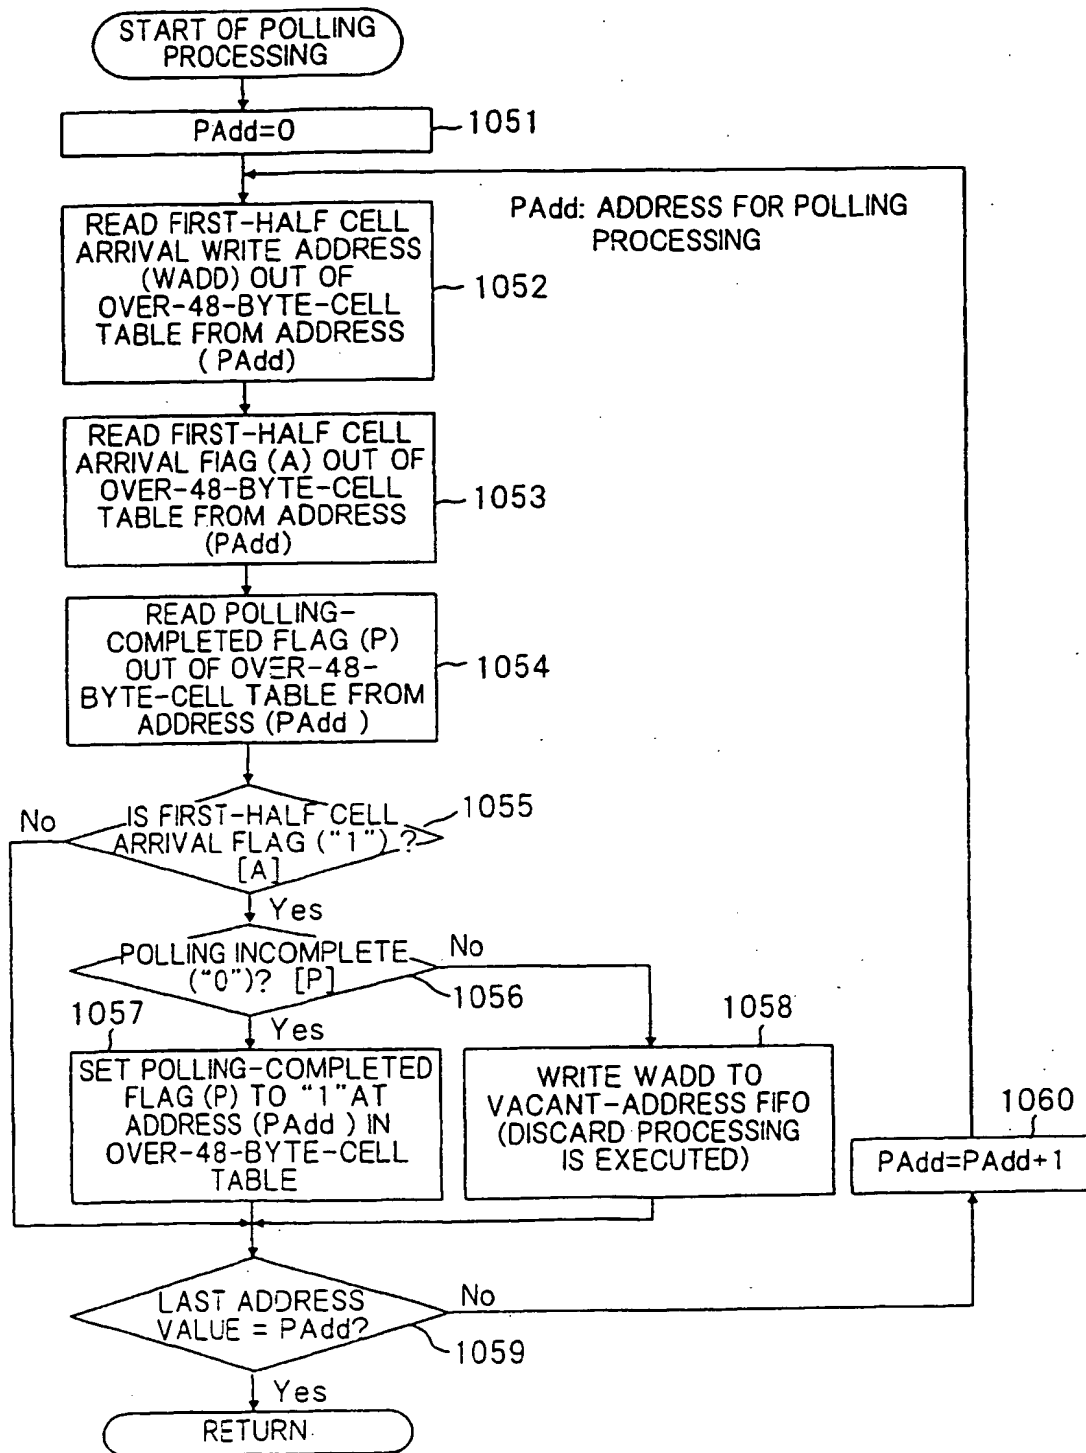 START OF POLLING
PROCESSING
PAdd=0
1051
PAdd: ADDRESS FOR POLLING
PROCESSING
READ FIRST-HALF CELL
ARRIVAL WRITE ADDRESS
(WADD) OUT OF
OVER-48-BYTE-CELL
TABLE FROM ADDRESS
(PAdd)
1052
READ FIRST-HALF CELL
ARRIVAL FIAG (A) OUT OF
OVER-48-BYTE-CELL
TABLE FROM ADDRESS
(PAdd)
1053
READ POLLING-
COMPLETED FLAG (P)
OUT OF OVER-48-
BYTE-CELL TABLE FROM
ADDRESS (PAdd )
1054
No
IS FIRST-HALF CELL
ARRIVAL FLAG ("1") ?
[A]
1055
Yes
POLLING INCOMPLETE
("0")? [P]
No
1056
1057
Yes
1058
SET POLLING-COMPLETED
FLAG (P) TO "1" AT
ADDRESS (PAdd ) IN
OVER-48-BYTE-CELL
TABLE
WRITE WADD TO
VACANT-ADDRESS FIFO
(DISCARD PROCESSING
IS EXECUTED)
1060
PAdd=PAdd+1
LAST ADDRESS
VALUE = PAdd?
No
1059
Yes
RETURN